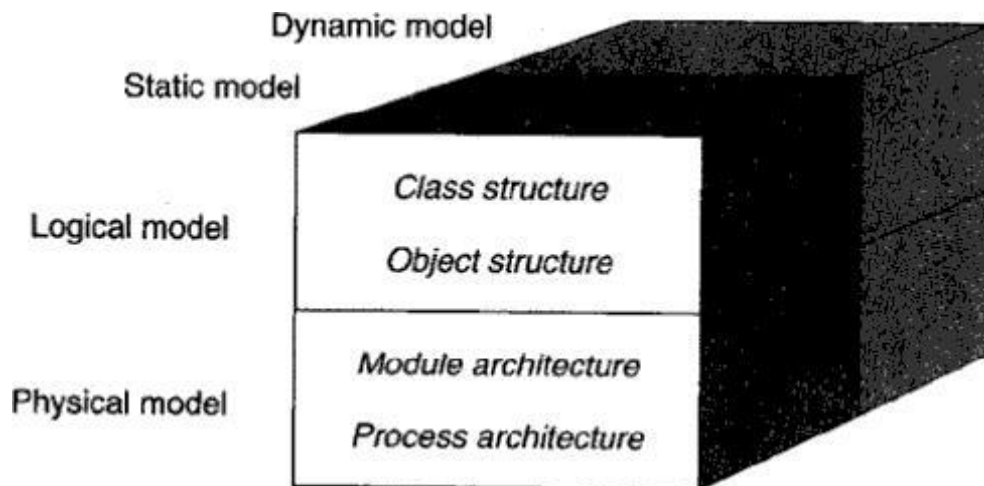 Dynamic model
Static model
Class structure
Logical model
Object structure
Module architecture
Physical model
Process architecture